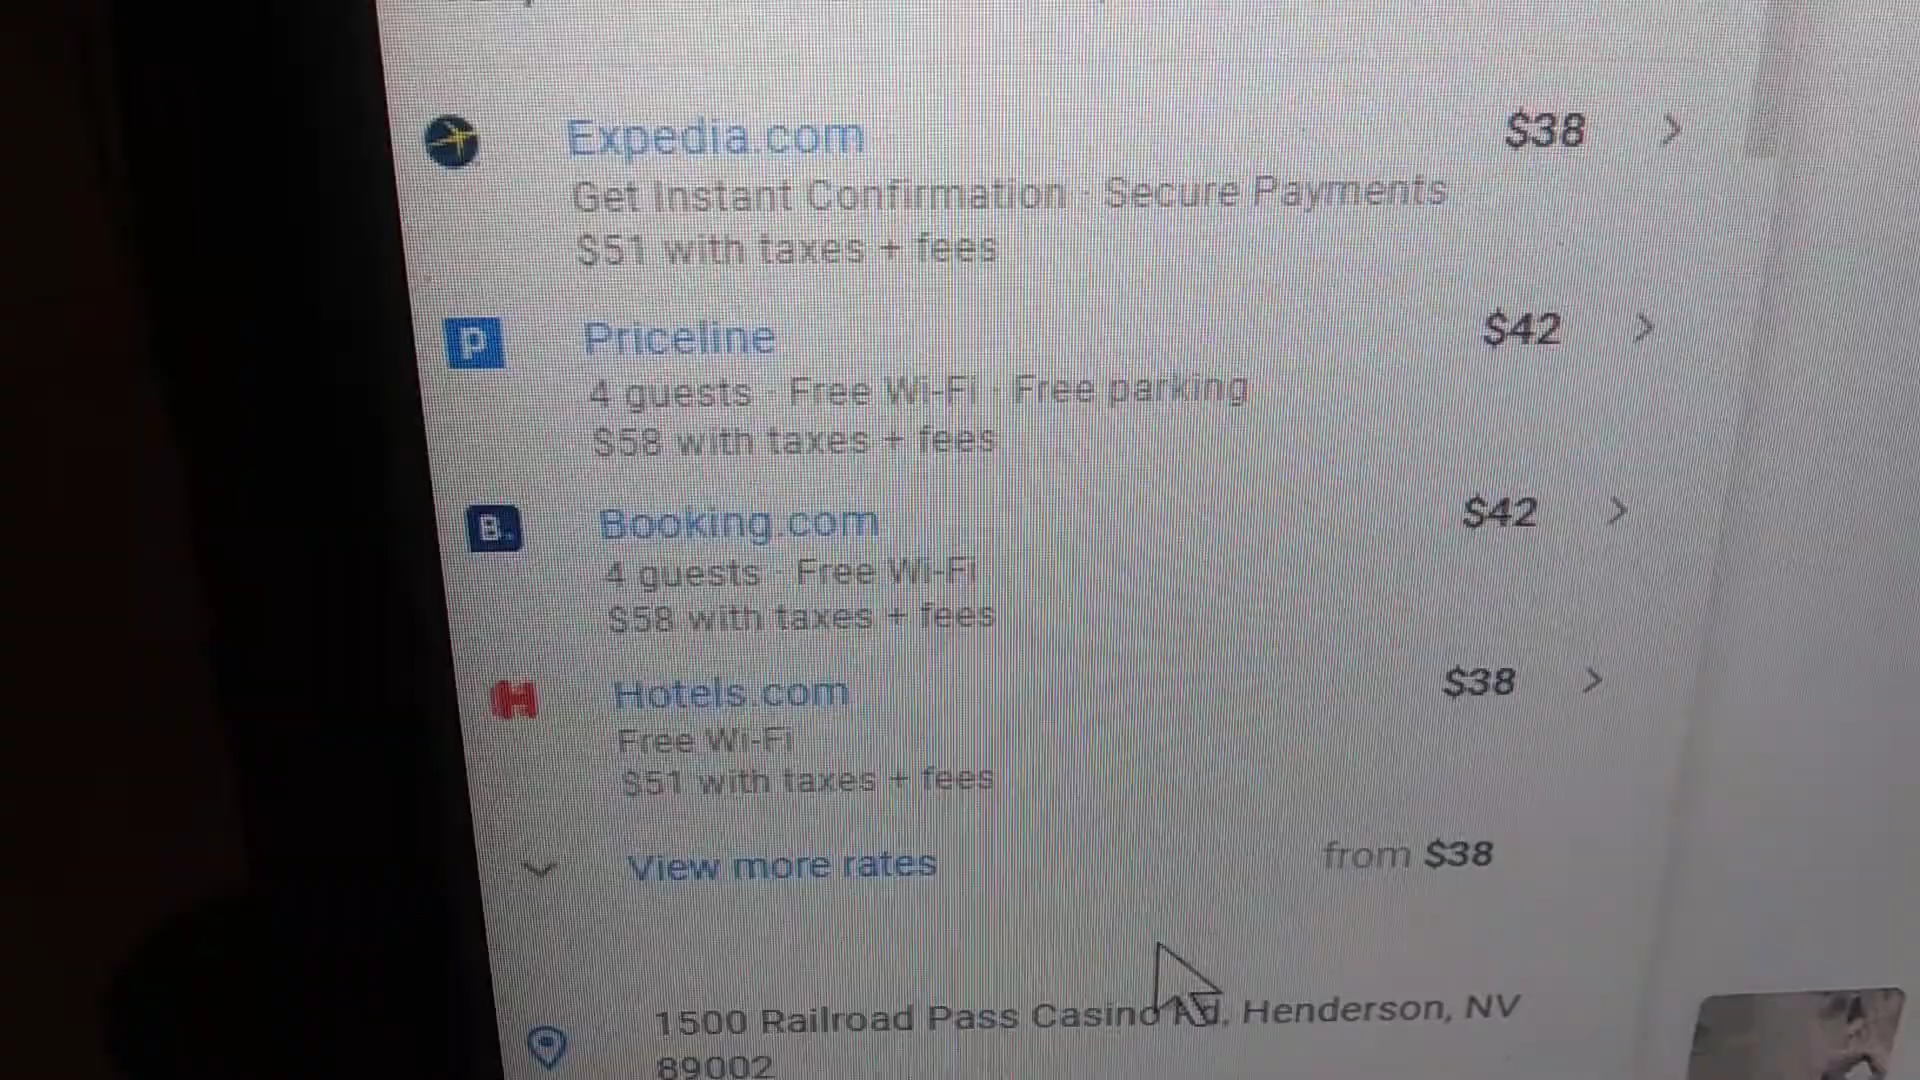 Expedia.com $38
Get Instant Confirmation · Secure Payments
$51 with taxes + fees
P Priceline $42
4 guests · Free Wi-Fi · Free parking
$58 with taxes + fees
B. Booking.com $42
4 guests · Free Wi-Fi
$58 with taxes + fees
H Hotels.com $38
Free Wi-Fi
$51 with taxes + fees
View more rates from $38
1500 Railroad Pass Casino Rd, Henderson, NV
89002